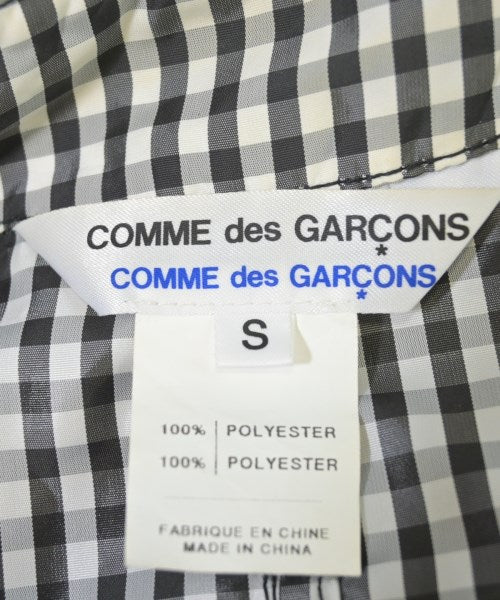 COMME des GARÇONS
*
COMME des GARÇONS
*
S
100% | POLYESTER
100% | POLYESTER
FABRIQUE EN CHINE
MADE IN CHINA